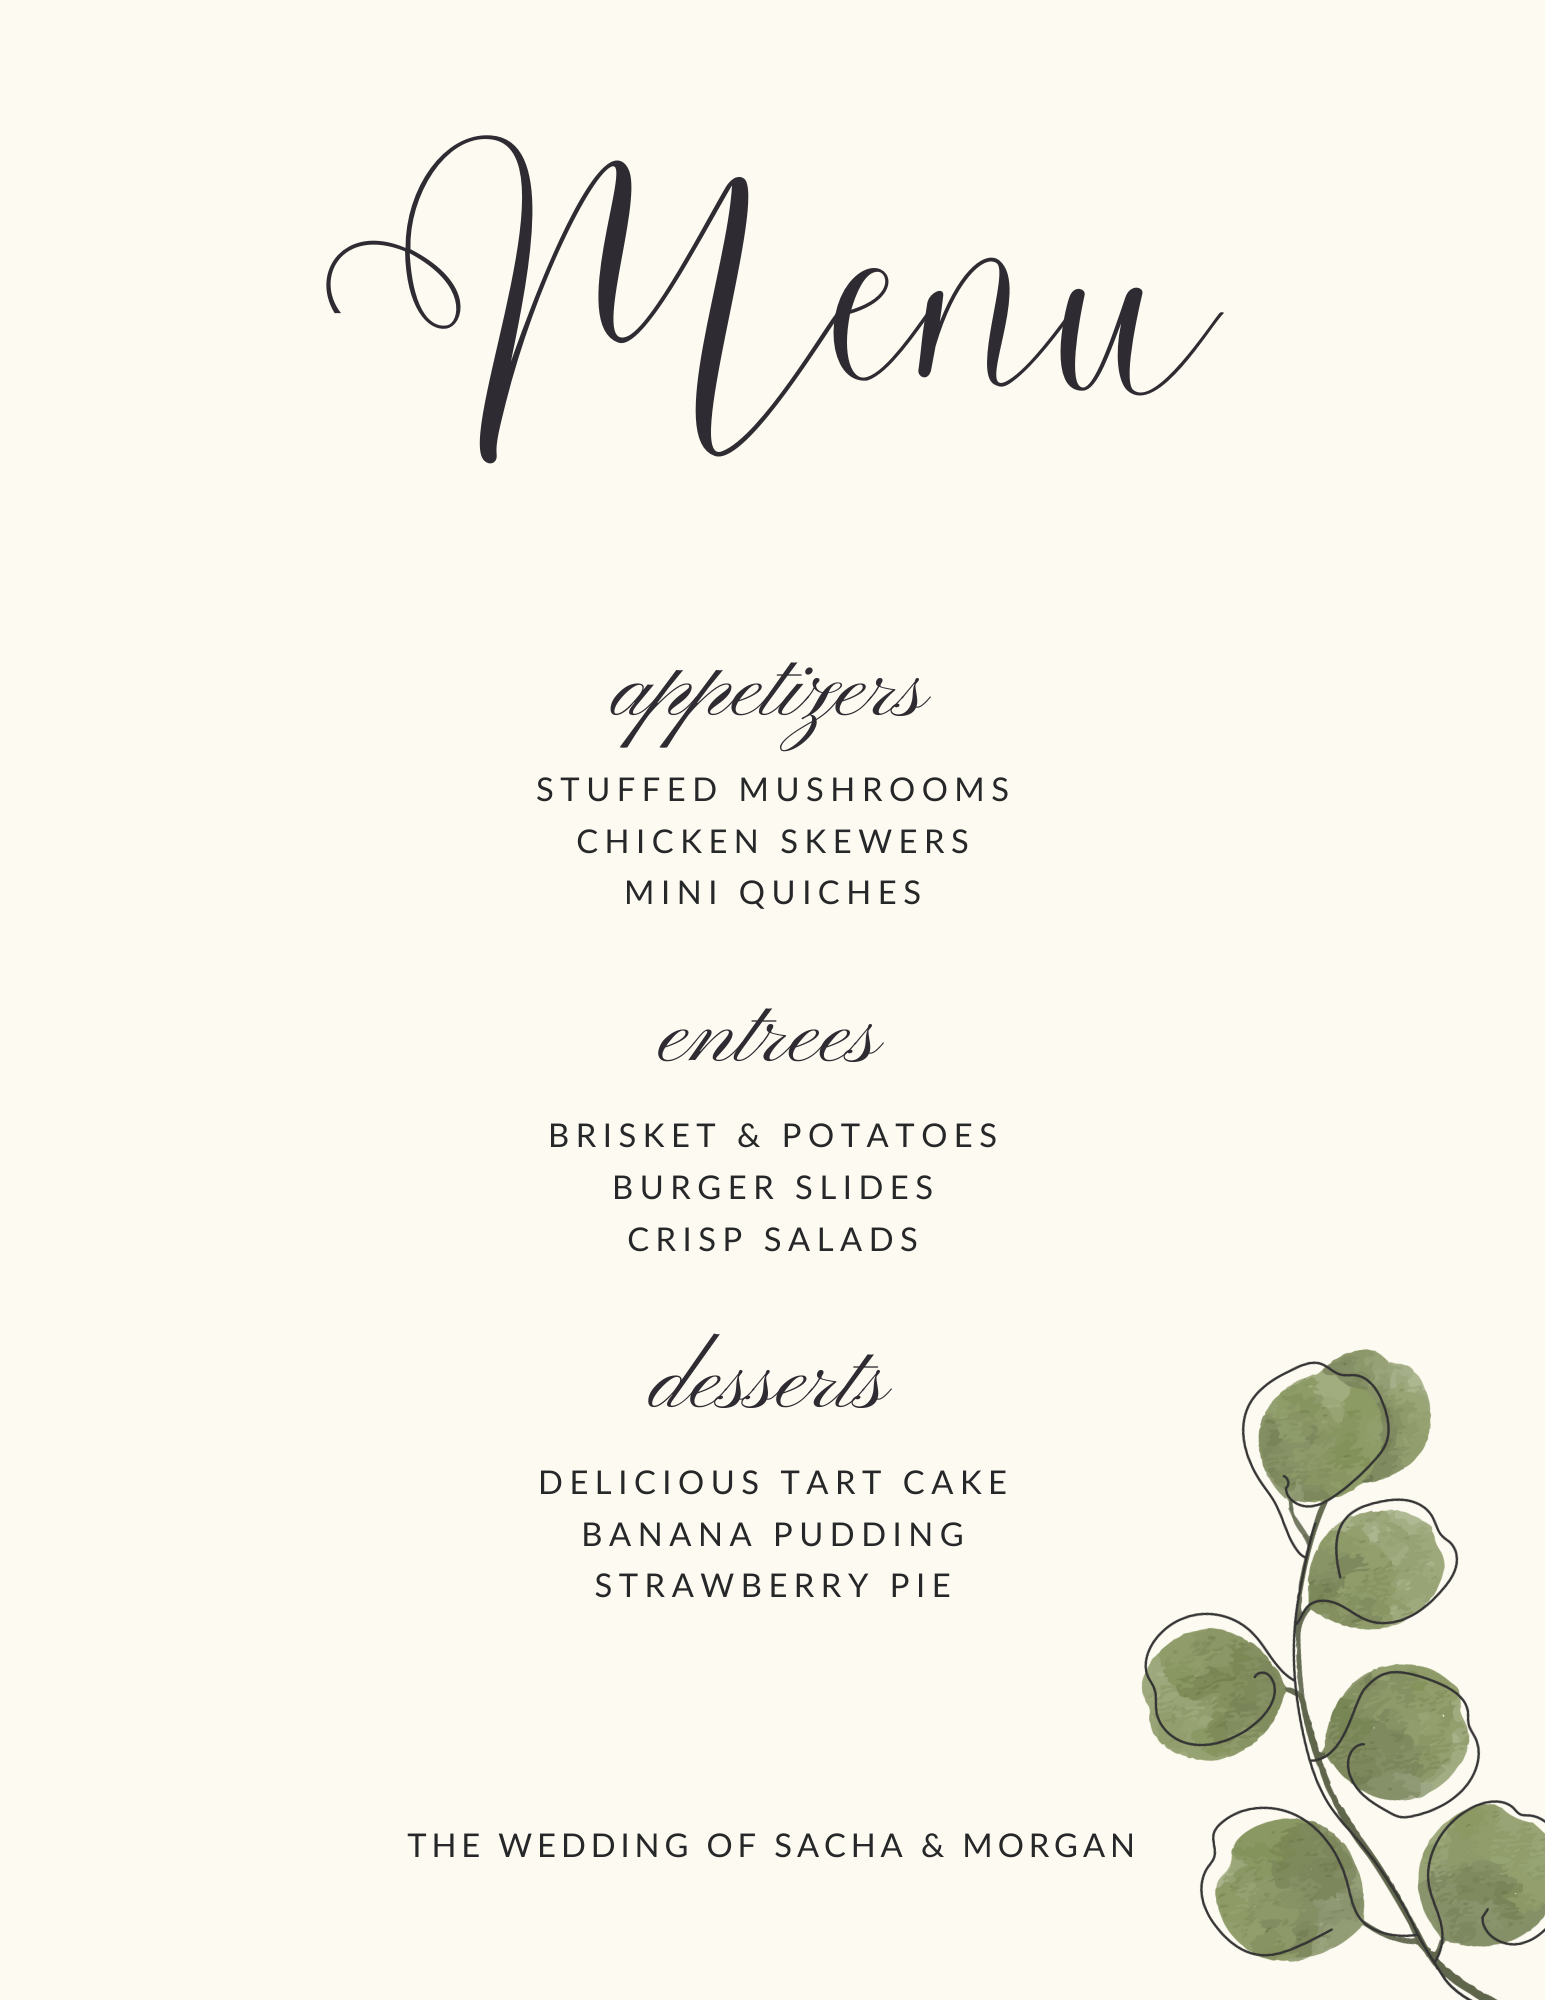 Menu
appetizers
STUFFED MUSHROOMS
CHICKEN SKEWERS
MINI QUICHES
entrees
BRISKET & POTATOES
BURGER SLIDES
CRISP SALADS
desserts
DELICIOUS TART CAKE
BANANA PUDDING
STRAWBERRY PIE
THE WEDDING OF SACHA & MORGAN